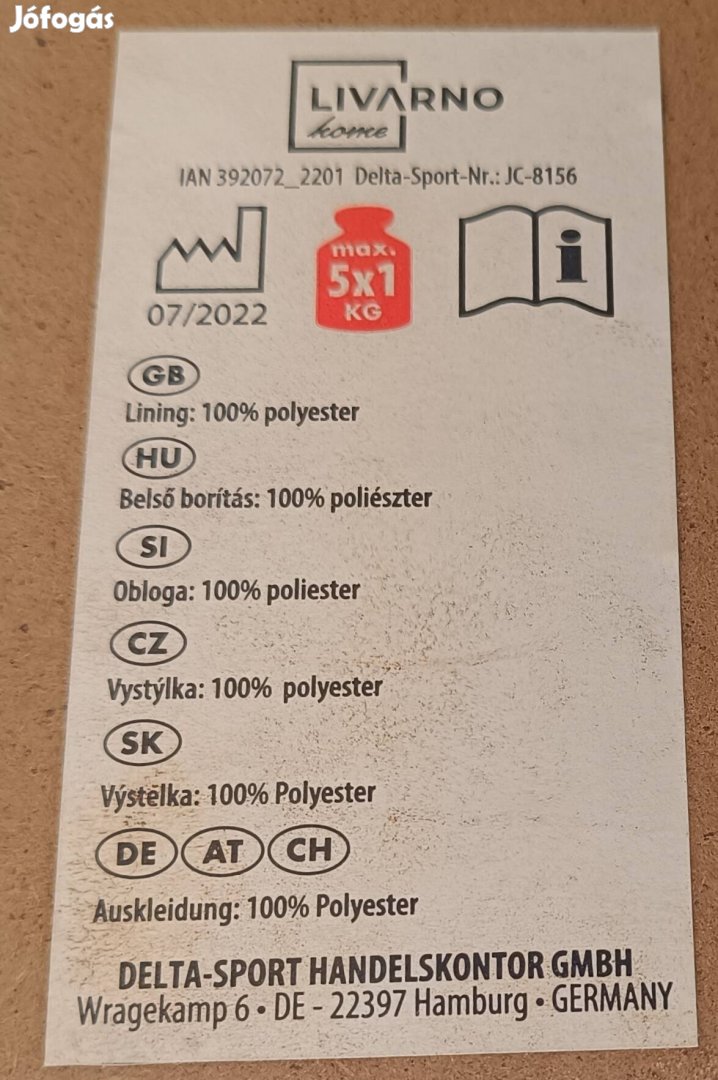 Jófogás
LIVARNO
home
IAN 392072_2201 Delta-Sport-Nr.: JC-8156
07/2022
max.
5x1
KG
i
GB
Lining: 100% polyester
HU
Belső borítás: 100% poliészter
SI
Obloga: 100% poliester
CZ
Vystýlka: 100% polyester
SK
Výstelka: 100% Polyester
DE AT CH
Auskleidung: 100% Polyester
DELTA-SPORT HANDELSKONTOR GMBH
Wragekamp 6 • DE – 22397 Hamburg • GERMANY